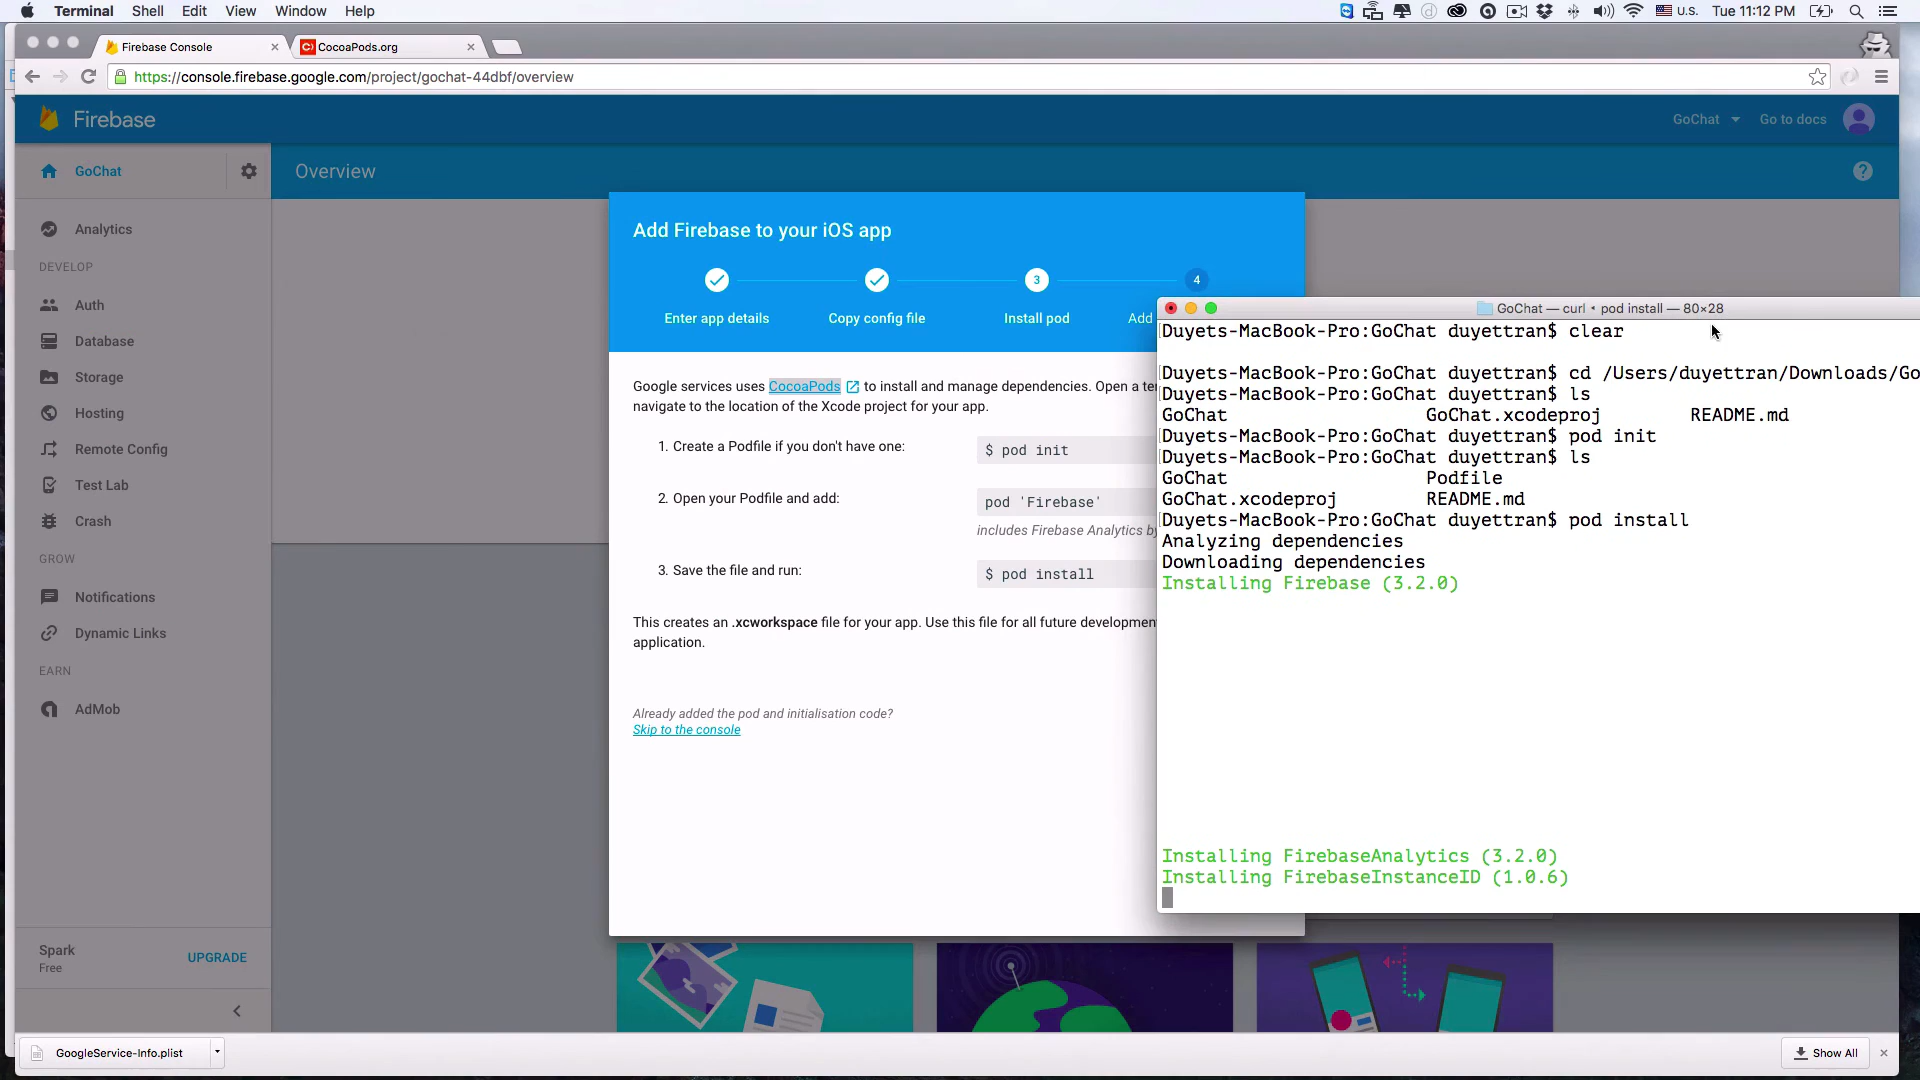 Terminal Shell Edit View Window Help
U.S. Tue 11:12 PM
Firebase Console
CocoaPods.org
https://console.firebase.google.com/project/gochat-44dbf/overview
Firebase
GoChat
Go to docs
GoChat
Overview
Analytics
DEVELOP
Auth
Database
Storage
Hosting
Remote Config
Test Lab
Crash
GROW
Notifications
Dynamic Links
EARN
AdMob
Spark
Free
UPGRADE
Add Firebase to your iOS app
3
4
Enter app details
Copy config file
Install pod
Add
Google services uses CocoaPods to install and manage dependencies. Open a te
navigate to the location of the Xcode project for your app.
1. Create a Podfile if you don't have one:
$ pod init
2. Open your Podfile and add:
pod 'Firebase'
includes Firebase Analytics by
3. Save the file and run:
$ pod install
This creates an .xcworkspace file for your app. Use this file for all future development
application.
Already added the pod and initialisation code?
Skip to the console
GoChat — curl • pod install — 80×28
Duyets-MacBook-Pro:GoChat duyettran$ clear
Duyets-MacBook-Pro:GoChat duyettran$ cd /Users/duyettran/Downloads/Go
Duyets-MacBook-Pro:GoChat duyettran$ ls
GoChat GoChat.xcodeproj README.md
Duyets-MacBook-Pro:GoChat duyettran$ pod init
Duyets-MacBook-Pro:GoChat duyettran$ ls
GoChat Podfile
GoChat.xcodeproj README.md
Duyets-MacBook-Pro:GoChat duyettran$ pod install
Analyzing dependencies
Downloading dependencies
Installing Firebase (3.2.0)
Installing FirebaseAnalytics (3.2.0)
Installing FirebaseInstanceID (1.0.6)
GoogleService-Info.plist
Show All